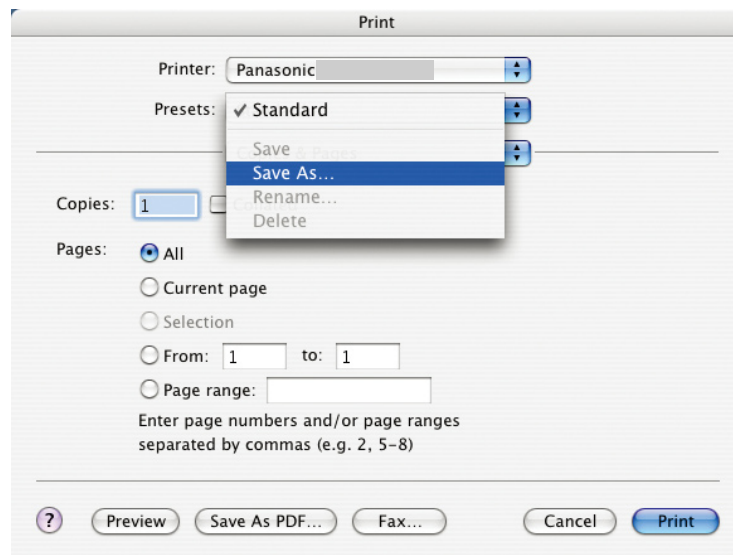 Print
Printer: Panasonic
Presets: ✓ Standard
Save
Save As...
Rename...
Delete
Copies: 1
Pages: All
Current page
Selection
From: 1 to: 1
Page range:
Enter page numbers and/or page ranges
separated by commas (e.g. 2, 5–8)
? Preview Save As PDF... Fax... Cancel Print